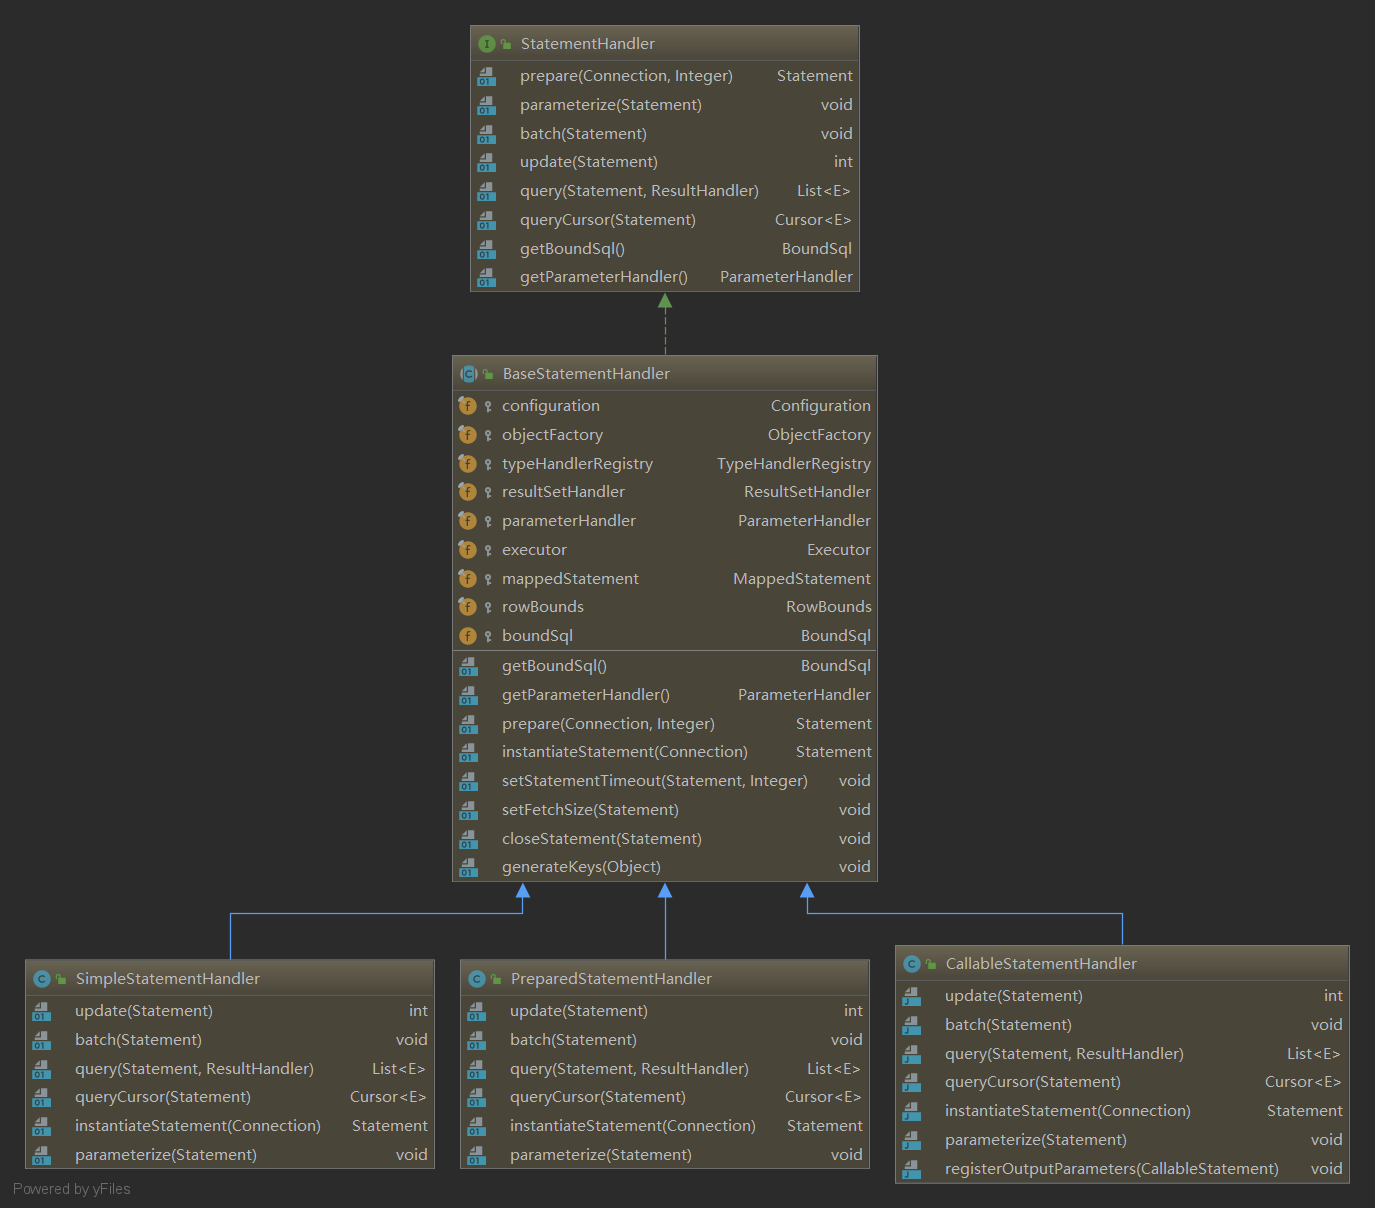 StatementHandler
prepare(Connection, Integer) Statement
parameterize(Statement) void
batch(Statement) void
update(Statement) int
query(Statement, ResultHandler) List<E>
queryCursor(Statement) Cursor<E>
getBoundSql() BoundSql
getParameterHandler() ParameterHandler
BaseStatementHandler
configuration Configuration
objectFactory ObjectFactory
typeHandlerRegistry TypeHandlerRegistry
resultSetHandler ResultSetHandler
parameterHandler ParameterHandler
executor Executor
mappedStatement MappedStatement
rowBounds RowBounds
boundSql BoundSql
getBoundSql() BoundSql
getParameterHandler() ParameterHandler
prepare(Connection, Integer) Statement
instantiateStatement(Connection) Statement
setStatementTimeout(Statement, Integer) void
setFetchSize(Statement) void
closeStatement(Statement) void
generateKeys(Object) void
SimpleStatementHandler
update(Statement) int
batch(Statement) void
query(Statement, ResultHandler) List<E>
queryCursor(Statement) Cursor<E>
instantiateStatement(Connection) Statement
parameterize(Statement) void
PreparedStatementHandler
update(Statement) int
batch(Statement) void
query(Statement, ResultHandler) List<E>
queryCursor(Statement) Cursor<E>
instantiateStatement(Connection) Statement
parameterize(Statement) void
CallableStatementHandler
update(Statement) int
batch(Statement) void
query(Statement, ResultHandler) List<E>
queryCursor(Statement) Cursor<E>
instantiateStatement(Connection) Statement
parameterize(Statement) void
registerOutputParameters(CallableStatement) void
Powered by yFiles